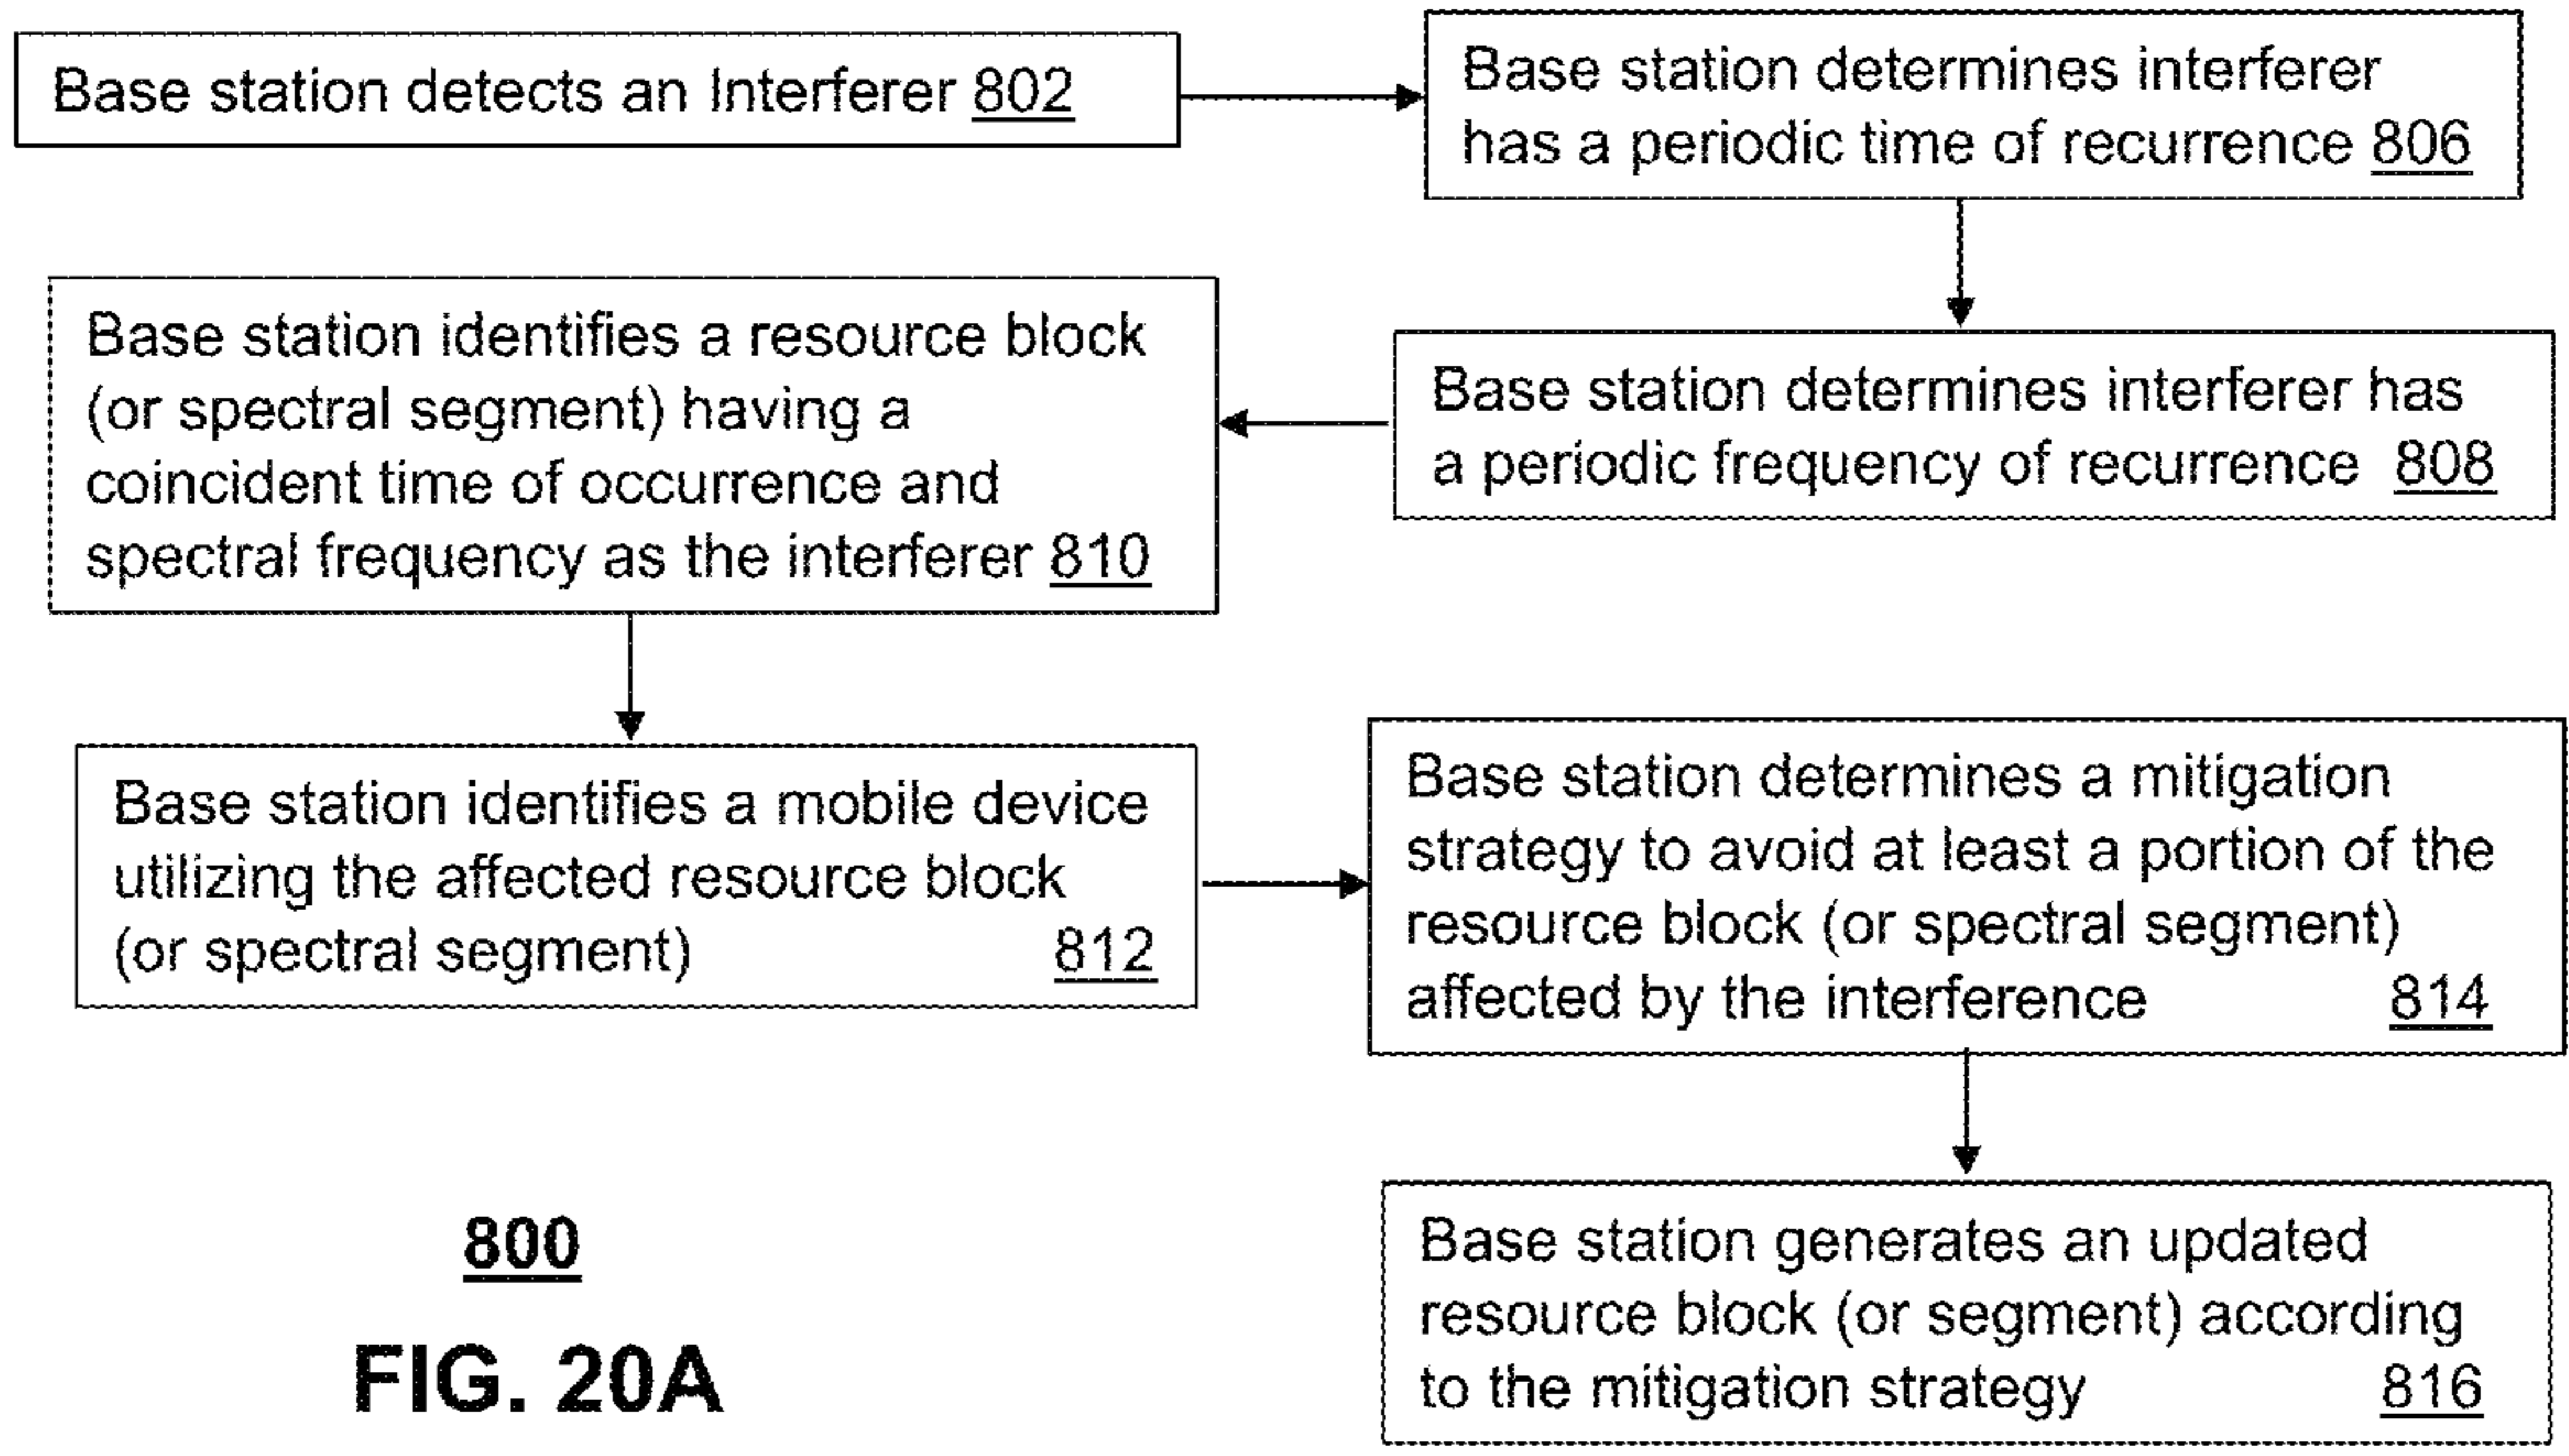 Base station detects an Interferer 802
Base station determines interferer
has a periodic time of recurrence 806
Base station determines interferer has
a periodic frequency of recurrence 808
Base station identifies a resource block
(or spectral segment) having a
coincident time of occurrence and
spectral frequency as the interferer 810
Base station identifies a mobile device
utilizing the affected resource block
(or spectral segment) 812
Base station determines a mitigation
strategy to avoid at least a portion of the
resource block (or spectral segment)
affected by the interference 814
Base station generates an updated
resource block (or segment) according
to the mitigation strategy 816
800
FIG. 20A